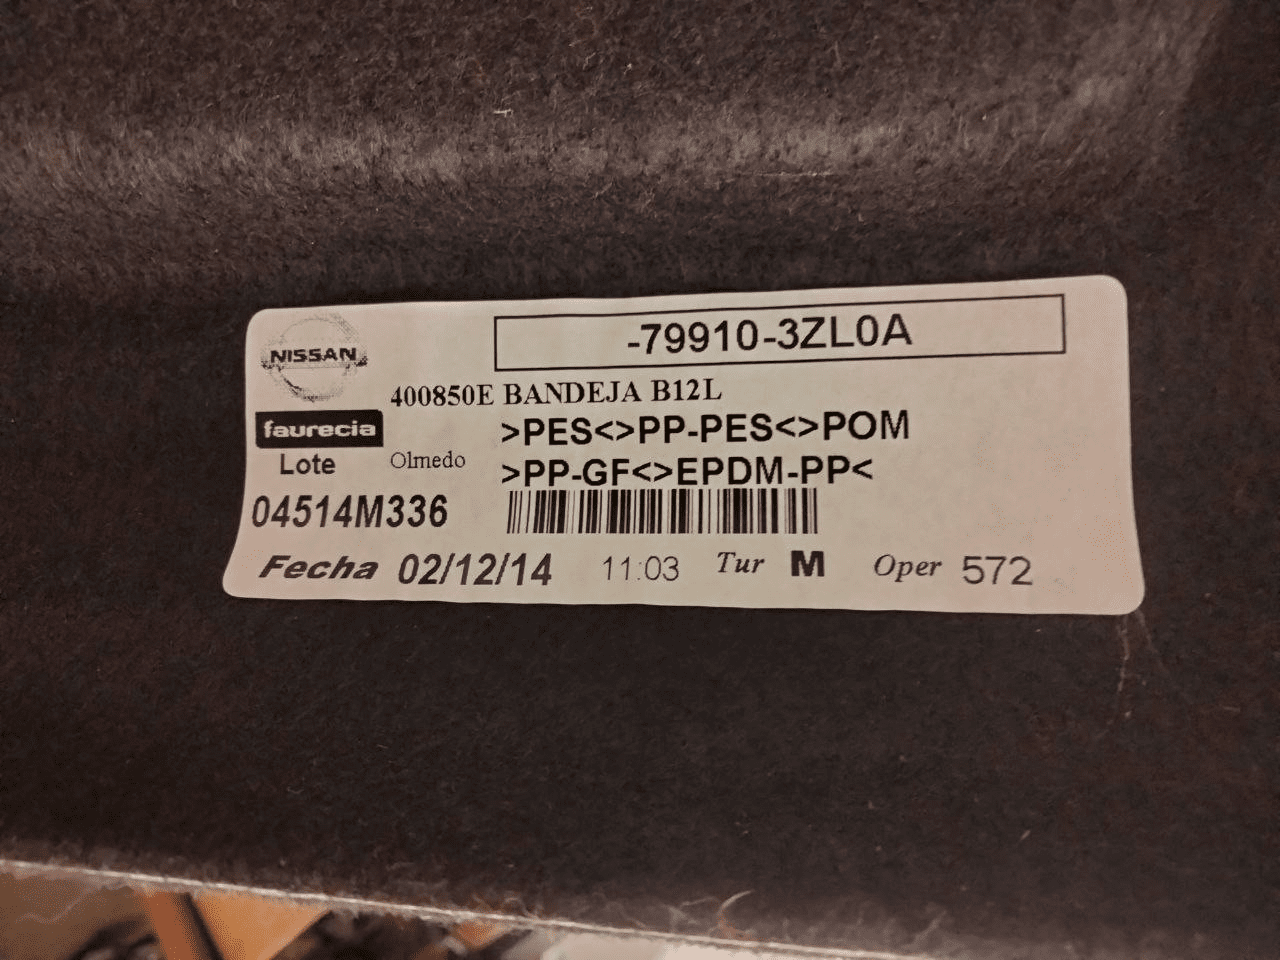 NISSAN
-79910-3ZL0A
400850E BANDEJA B12L
faurecia
>PES<>PP-PES<>POM
Lote Olmedo >PP-GF<>EPDM-PP<
04514M336
Fecha 02/12/14 11:03 Tur M Oper 572